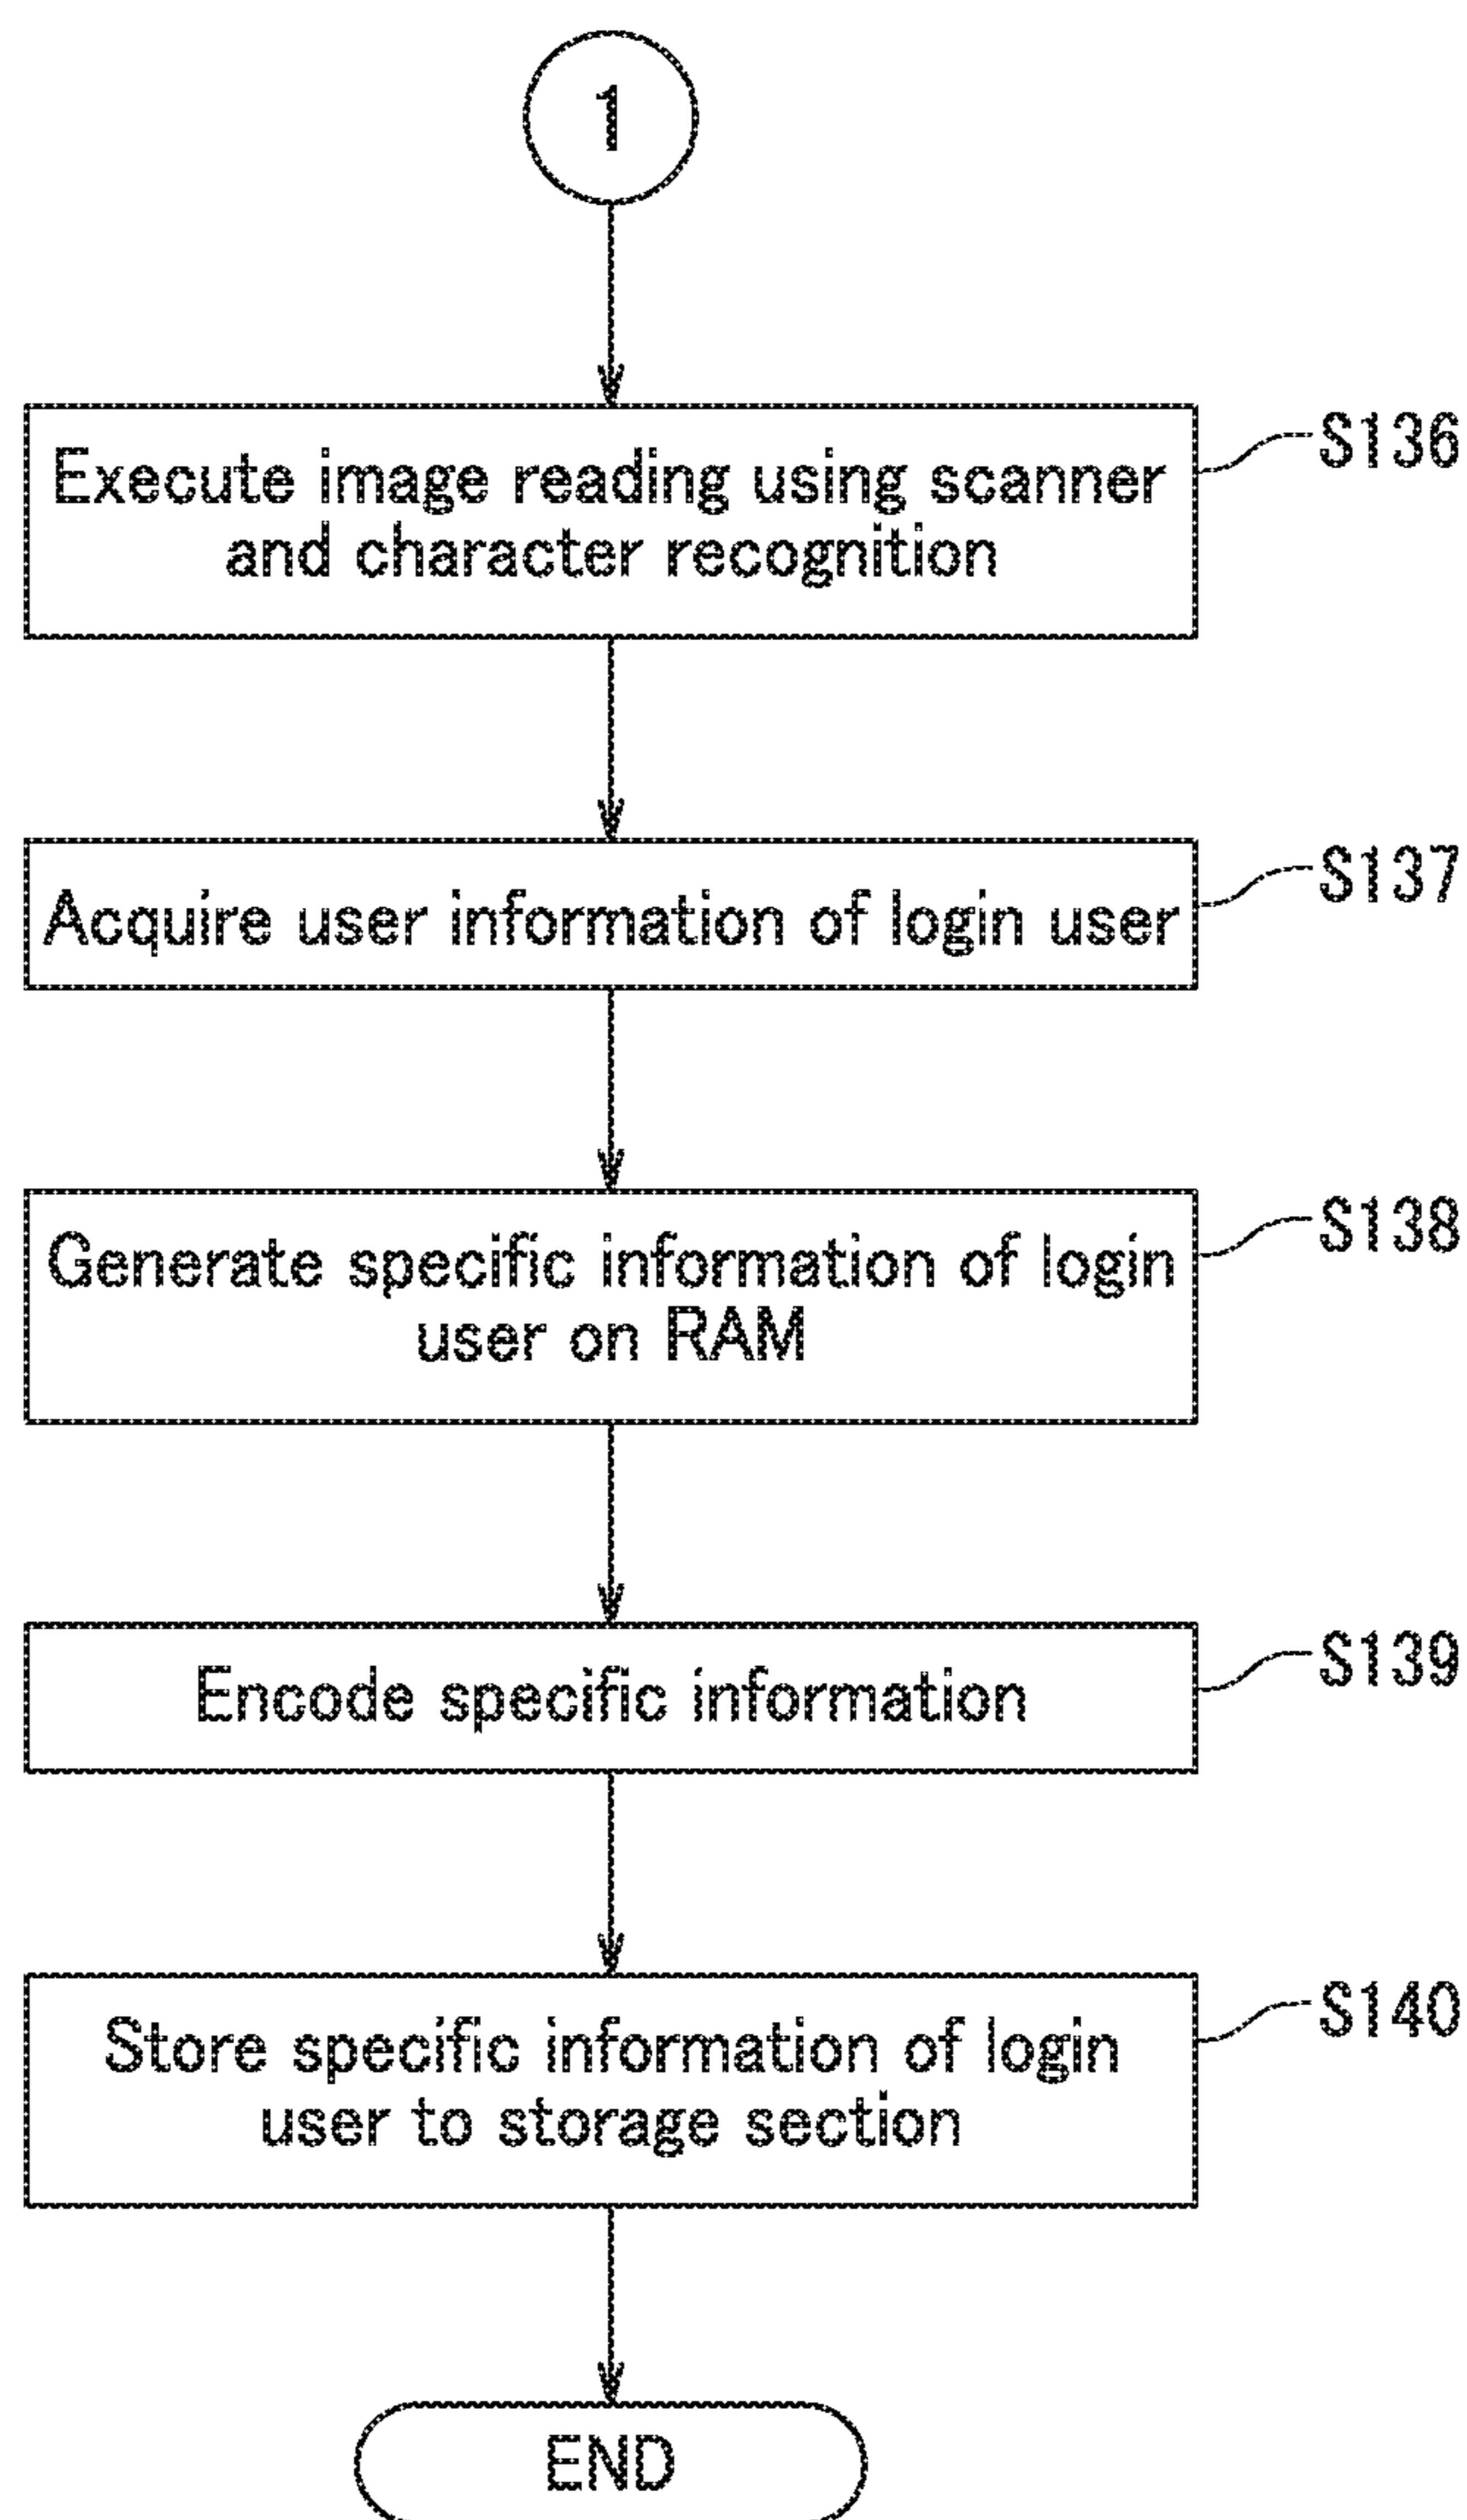 1
Execute image reading using scanner
and character recognition
S136
Acquire user information of login user
S137
Generate specific information of login
user on RAM
S138
Encode specific information
S139
Store specific information of login
user to storage section
S140
END